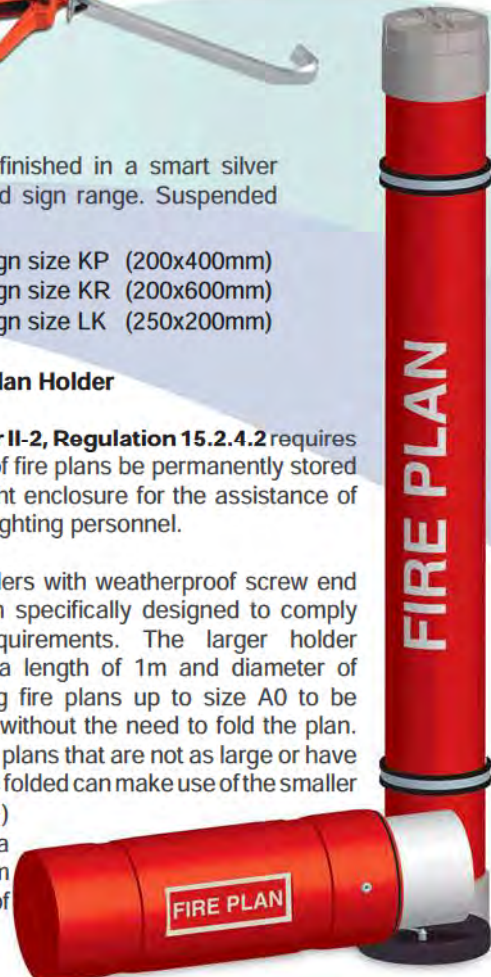 finished in a smart silver
d sign range. Suspended
gn size KP (200x400mm)
gn size KR (200x600mm)
gn size LK (250x200mm)
lan Holder
r II-2, Regulation 15.2.4.2 requires
of fire plans be permanently stored
nt enclosure for the assistance of
ighting personnel.
ders with weatherproof screw end
n specifically designed to comply
quirements. The larger holder
a length of 1m and diameter of
g fire plans up to size A0 to be
without the need to fold the plan.
plans that are not as large or have
folded can make use of the smaller
)
a
n
of
FIRE PLAN
FIRE PLAN